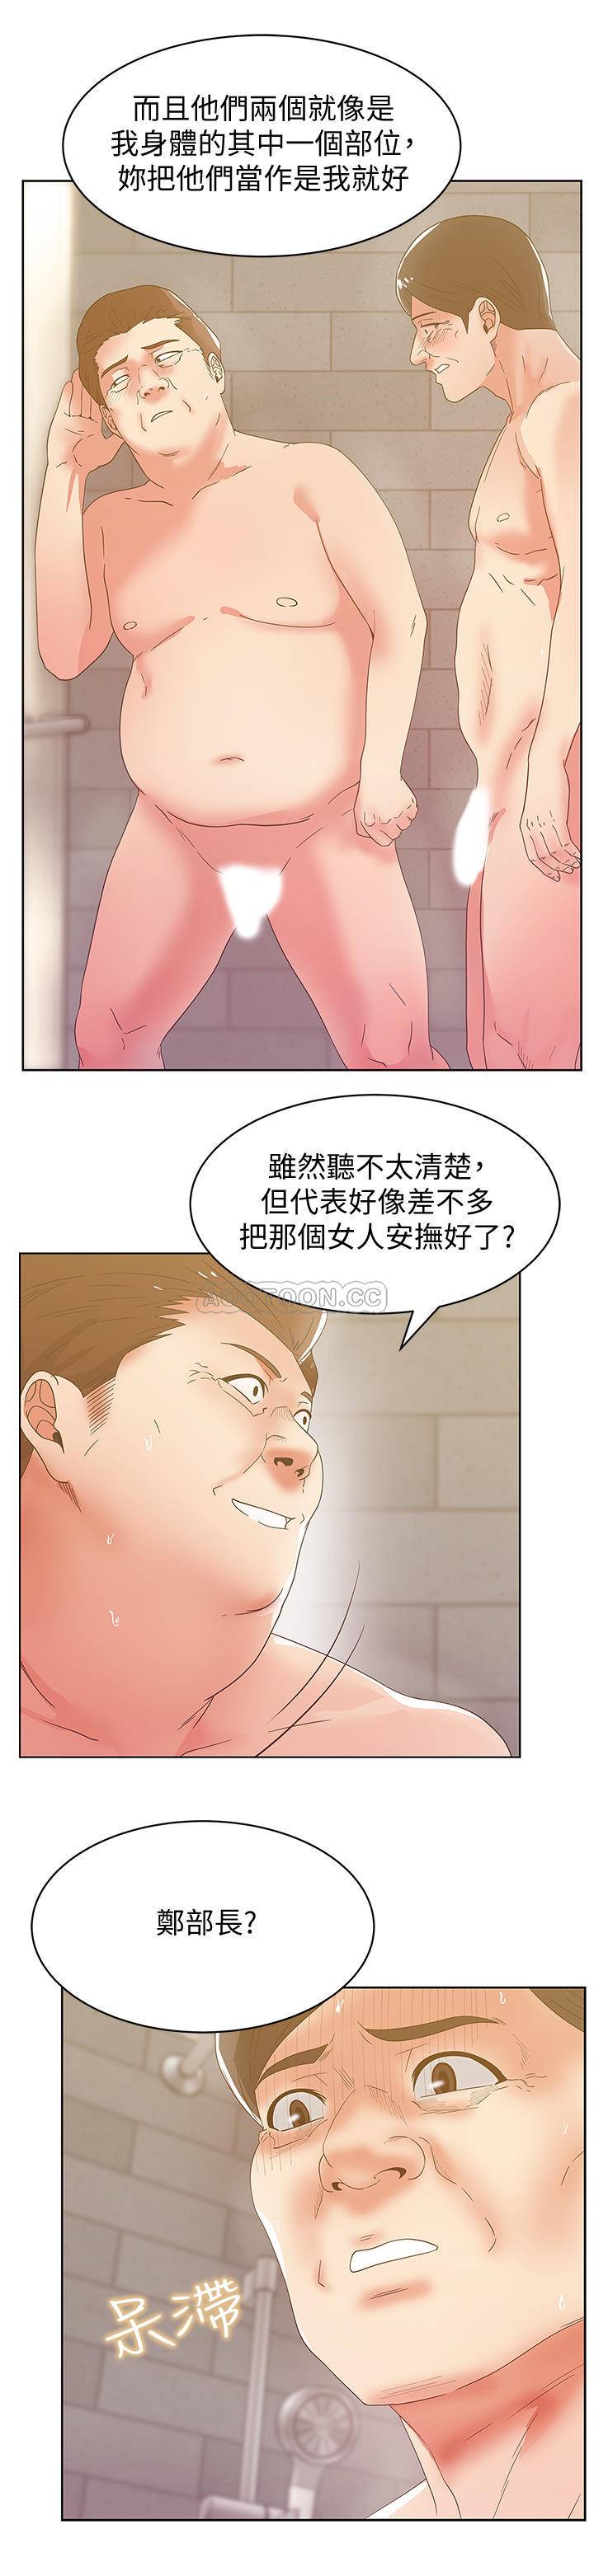 而且他們兩個就像是
我身體的其中一個部位，
妳把他們當作是我就好
雖然聽不太清楚，
但代表好像差不多
把那個女人安撫好了?
鄭部長?
呆滯